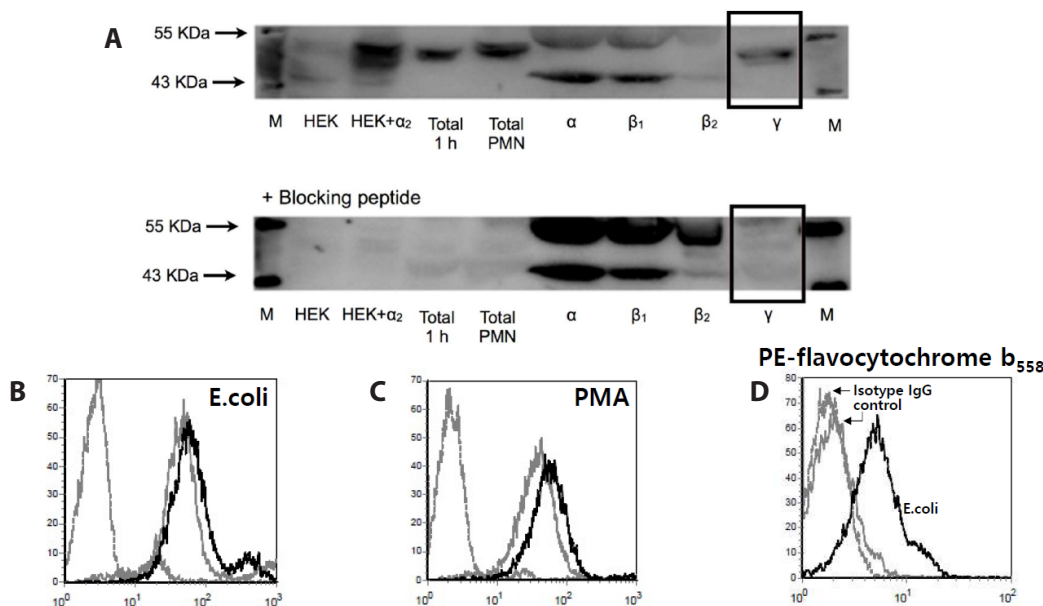 A
55 KDa
43 KDa
M HEK HEK+α₂ Total 1 h Total PMN α β₁ β₂ γ M
+ Blocking peptide
55 KDa
43 KDa
M HEK HEK+α₂ Total 1 h Total PMN α β₁ β₂ γ M
B
E.coli
70
60
50
40
30
20
10
0
10⁰ 10¹ 10² 10³
C
PMA
70
60
50
40
30
20
10
0
10⁰ 10¹ 10² 10³
PE-flavocytochrome b₅₅₈
D
Isotype IgG
control
E.coli
80
70
60
50
40
30
20
10
0
10⁰ 10¹ 10²